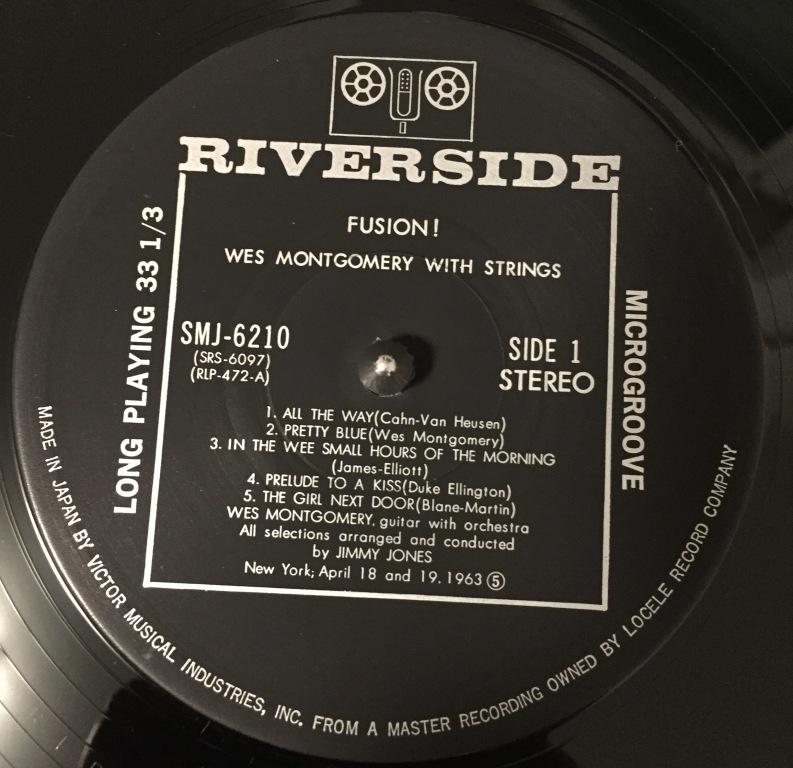 RIVERSIDE
FUSION!
WES MONTGOMERY WITH STRINGS
LONG PLAYING 33 1/3
MICROGROOVE
SMJ-6210
(SRS-6097)
(RLP-472-A)
SIDE 1
STEREO
1. ALL THE WAY(Cahn-Van Heusen)
2. PRETTY BLUE(Wes Montgomery)
3. IN THE WEE SMALL HOURS OF THE MORNING
(James-Elliott)
4. PRELUDE TO A KISS(Duke Ellington)
5. THE GIRL NEXT DOOR(Blane-Martin)
WES MONTGOMERY, guitar with orchestra
All selections arranged and conducted
by JIMMY JONES
New York; April 18 and 19. 1963 ⑤
MADE IN JAPAN BY VICTOR MUSICAL INDUSTRIES, INC. FROM A MASTER RECORDING OWNED BY LOCELE RECORD COMPANY